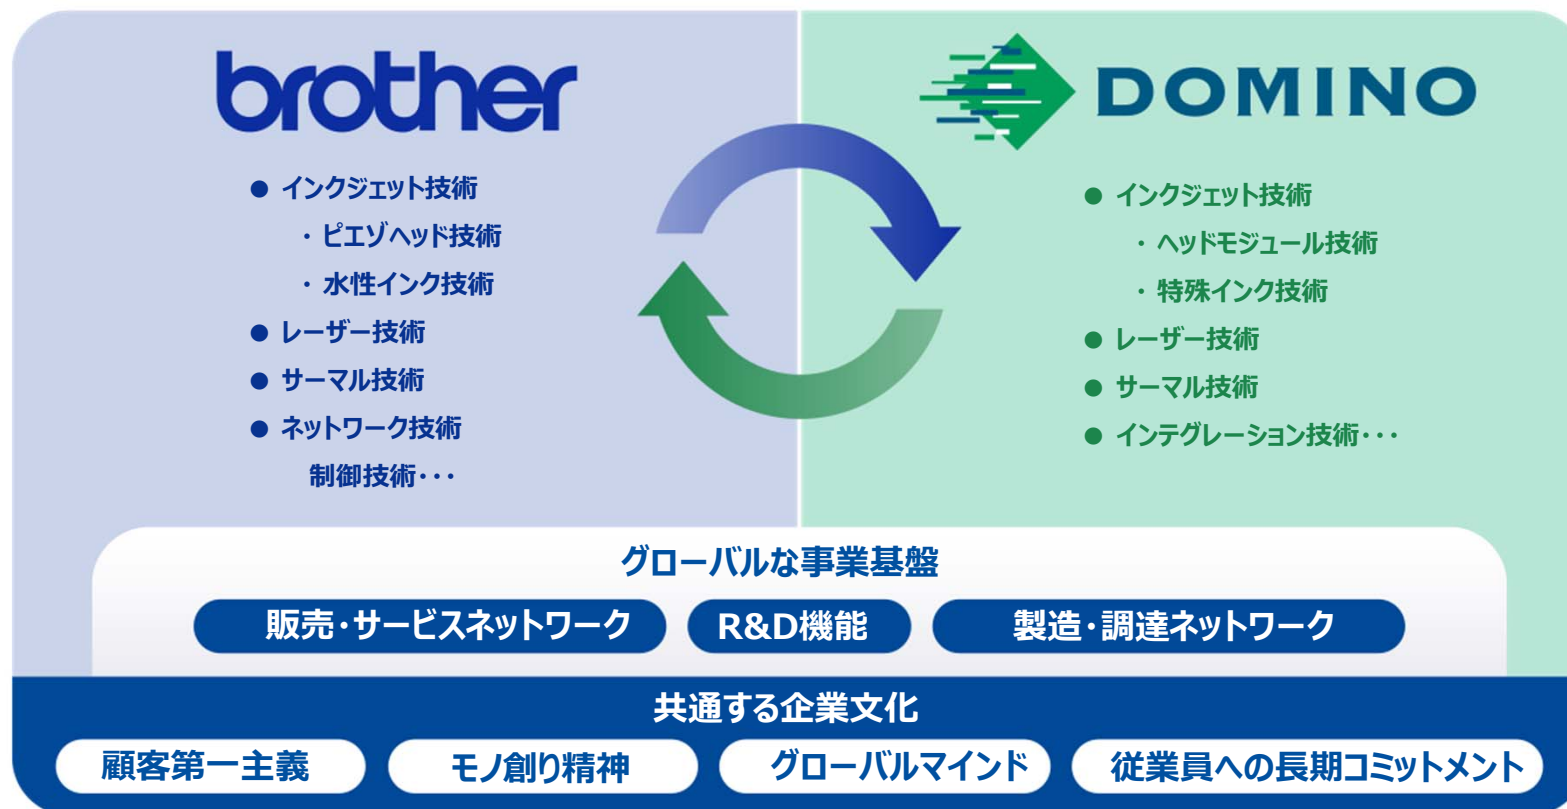 brother
● インクジェット技術
・ピエゾヘッド技術
・水性インク技術
● レーザー技術
● サーマル技術
● ネットワーク技術
制御技術・・・
DOMINO
● インクジェット技術
・ヘッドモジュール技術
・特殊インク技術
● レーザー技術
● サーマル技術
● インテグレーション技術・・・
グローバルな事業基盤
販売・サービスネットワーク R&D機能 製造・調達ネットワーク
共通する企業文化
顧客第一主義 モノ創り精神 グローバルマインド 従業員への長期コミットメント